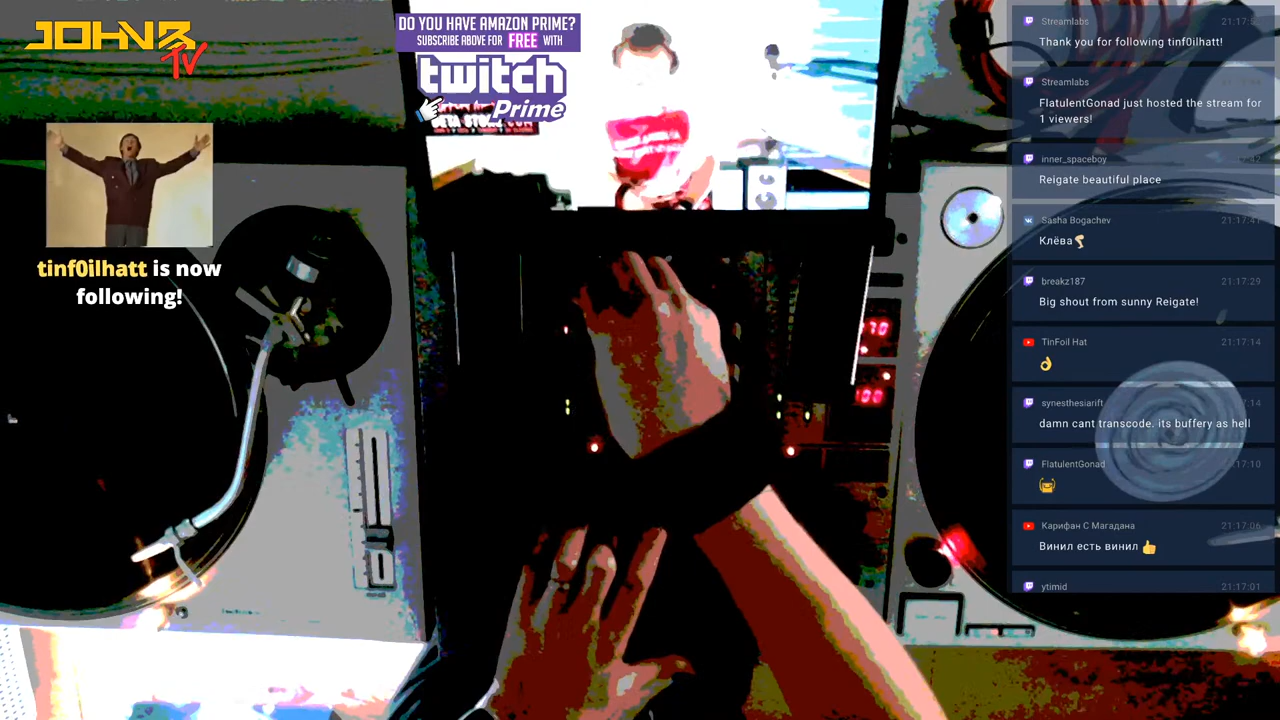 JOHN B
TV
DO YOU HAVE AMAZON PRIME?
SUBSCRIBE ABOVE FOR FREE WITH
twitch
Prime
tinf0ilhatt is now
following!
70
100
Streamlabs
Thank you for following tinf0ilhatt!
Streamlabs
FlatulentGonad just hosted the stream for
1 viewers!
inner_spaceboy
Reigate beautiful place
Sasha Bogachev 21:17:41
Клёва
breakz187 21:17:29
Big shout from sunny Reigate!
TinFoil Hat 21:17:14
👌
synesthesiarift
damn cant transcode. its buffery as hell
FlatulentGonad 21:17:10
Карифан С Магадана 21:17:06
Винил есть винил 👍
ytimid 21:17:01